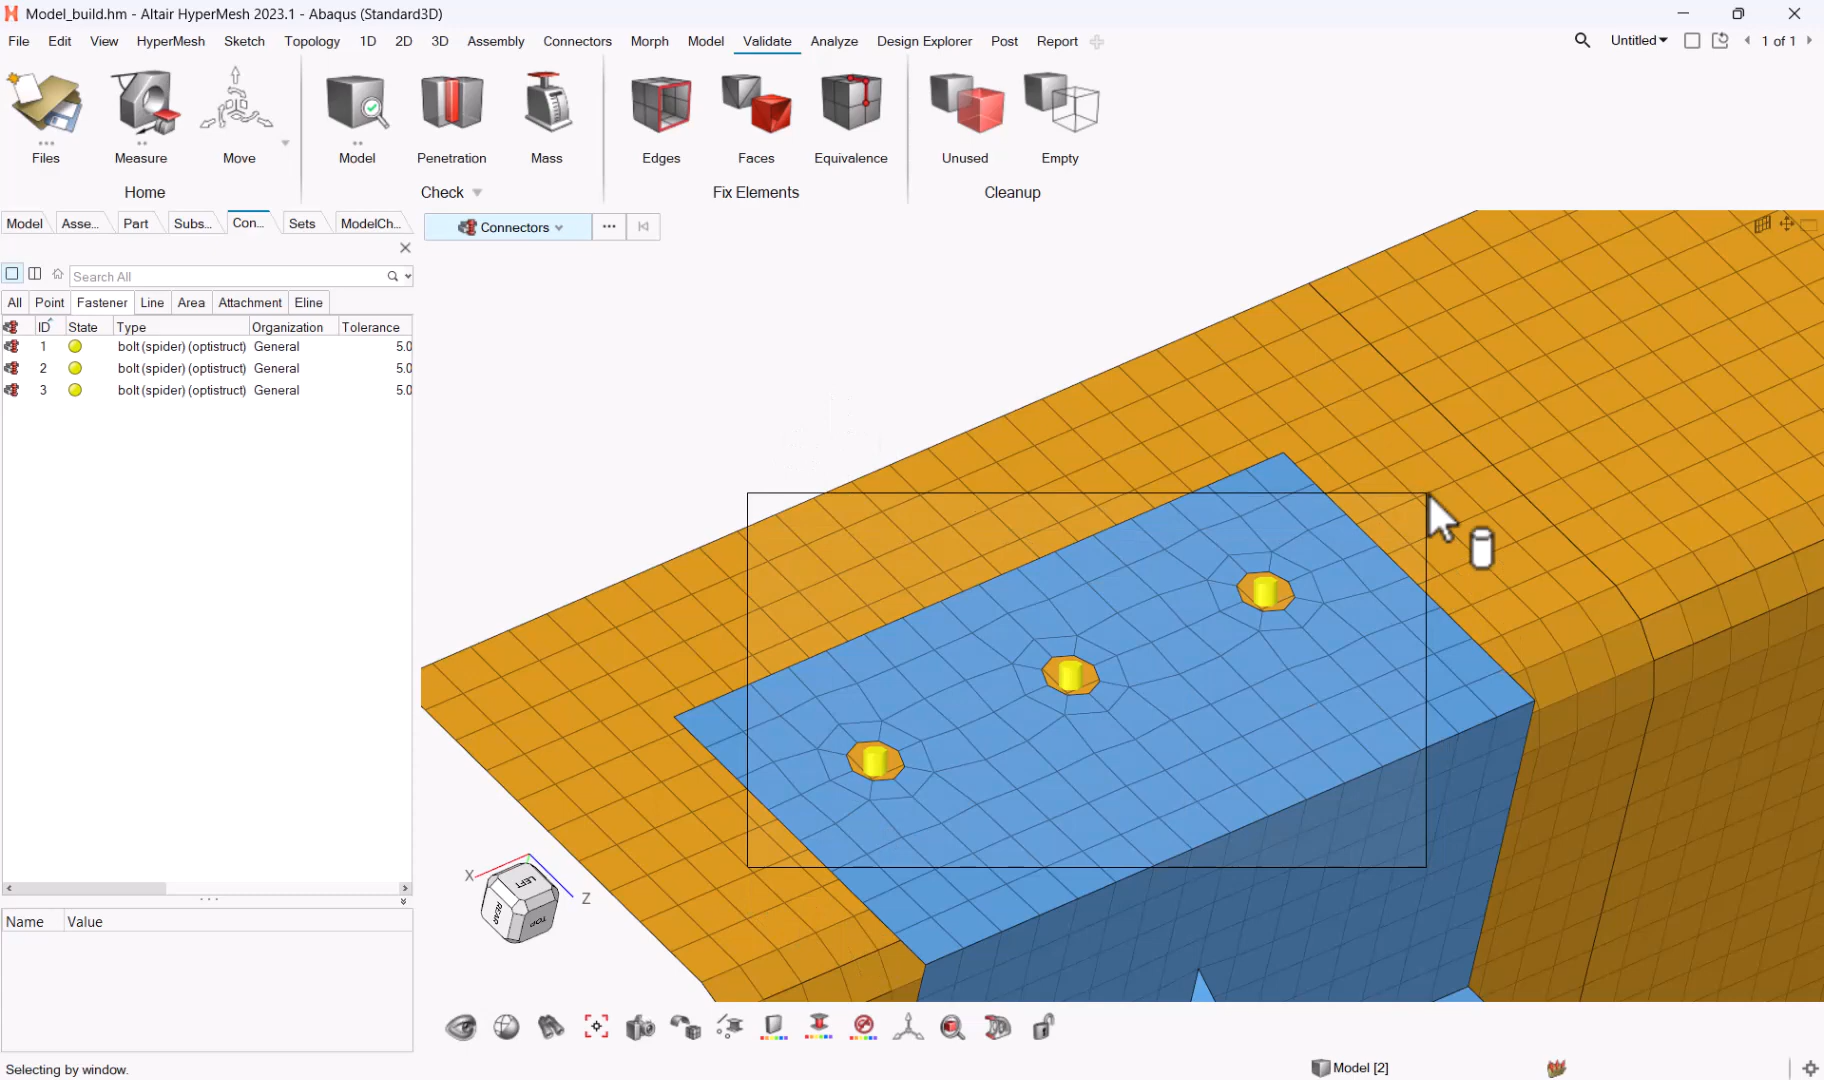 Model_build.hm - Altair HyperMesh 2023.1 - Abaqus (Standard3D)
File Edit View HyperMesh Sketch Topology 1D 2D 3D Assembly Connectors Morph Model Validate Analyze Design Explorer Post Report Untitled 1 of 1
Files Measure Move Model Penetration Mass Edges Faces Equivalence Unused Empty
Home Check Fix Elements Cleanup
Model Asse... Part Subs... Con... Sets ModelCh...
Connectors
Search All
All Point Fastener Line Area Attachment Eline
ID State Type Organization Tolerance
1 bolt (spider) (optistruct) General 5.0
2 bolt (spider) (optistruct) General 5.0
3 bolt (spider) (optistruct) General 5.0
X Z
LEFT
REAR TOP
Name Value
Selecting by window.
Model [2]